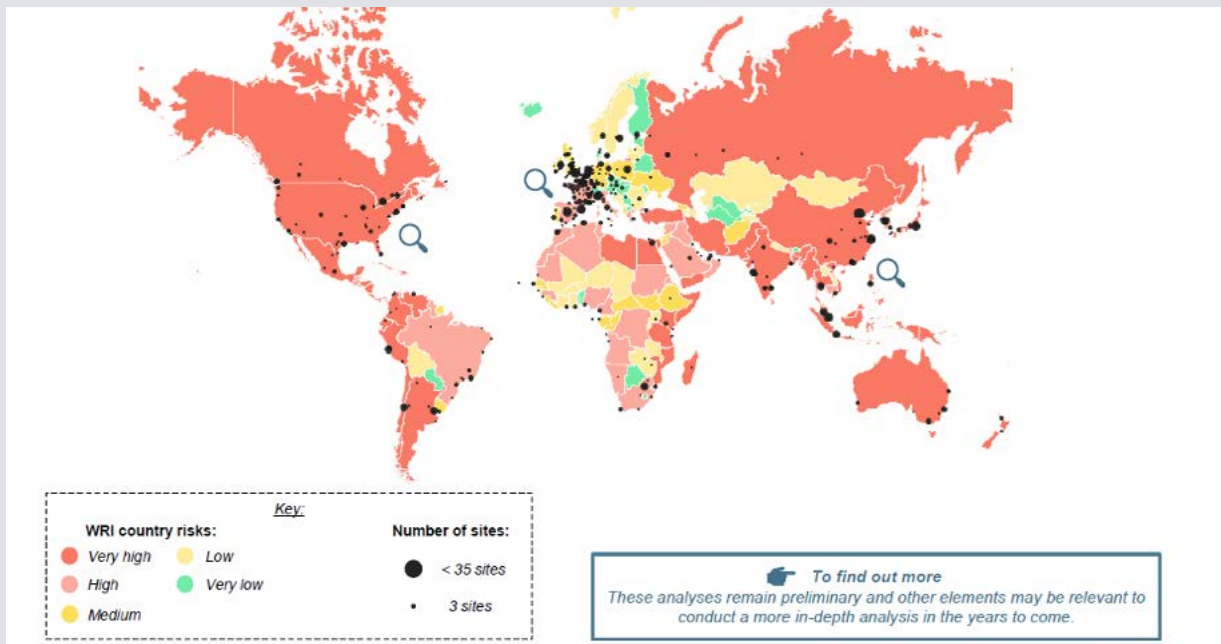 Key:
WRI country risks:
Number of sites:
Very high
Low
< 35 sites
High
Very low
3 sites
Medium
To find out more
These analyses remain preliminary and other elements may be relevant to
conduct a more in-depth analysis in the years to come.